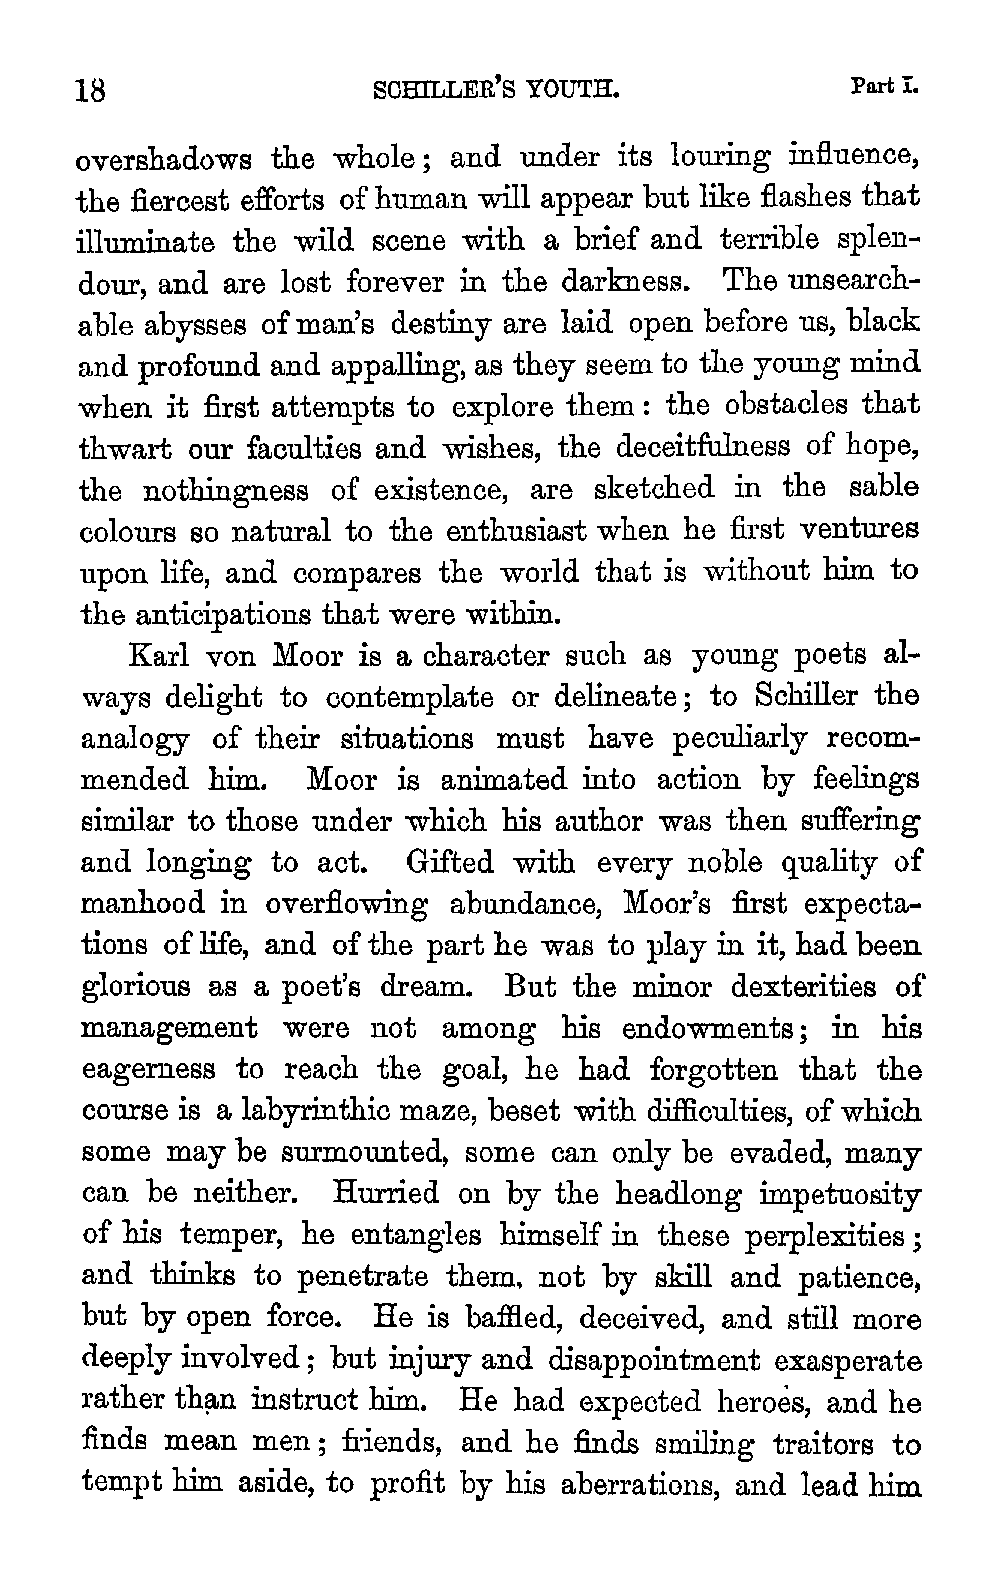 18 SCHILLER'S YOUTH. Part I.
overshadows the whole; and under its louring influence,
the fiercest efforts of human will appear but like flashes that
illuminate the wild scene with a brief and terrible splen-
dour, and are lost forever in the darkness. The unsearch-
able abysses of man's destiny are laid open before us, black
and profound and appalling, as they seem to the young mind
when it first attempts to explore them: the obstacles that
thwart our faculties and wishes, the deceitfulness of hope,
the nothingness of existence, are sketched in the sable
colours so natural to the enthusiast when he first ventures
upon life, and compares the world that is without him to
the anticipations that were within.
Karl von Moor is a character such as young poets al-
ways delight to contemplate or delineate; to Schiller the
analogy of their situations must have peculiarly recom-
mended him. Moor is animated into action by feelings
similar to those under which his author was then suffering
and longing to act. Gifted with every noble quality of
manhood in overflowing abundance, Moor's first expecta-
tions of life, and of the part he was to play in it, had been
glorious as a poet's dream. But the minor dexterities of
management were not among his endowments; in his
eagerness to reach the goal, he had forgotten that the
course is a labyrinthic maze, beset with difficulties, of which
some may be surmounted, some can only be evaded, many
can be neither. Hurried on by the headlong impetuosity
of his temper, he entangles himself in these perplexities;
and thinks to penetrate them, not by skill and patience,
but by open force. He is baffled, deceived, and still more
deeply involved; but injury and disappointment exasperate
rather than instruct him. He had expected heroes, and he
finds mean men; friends, and he finds smiling traitors to
tempt him aside, to profit by his aberrations, and lead him